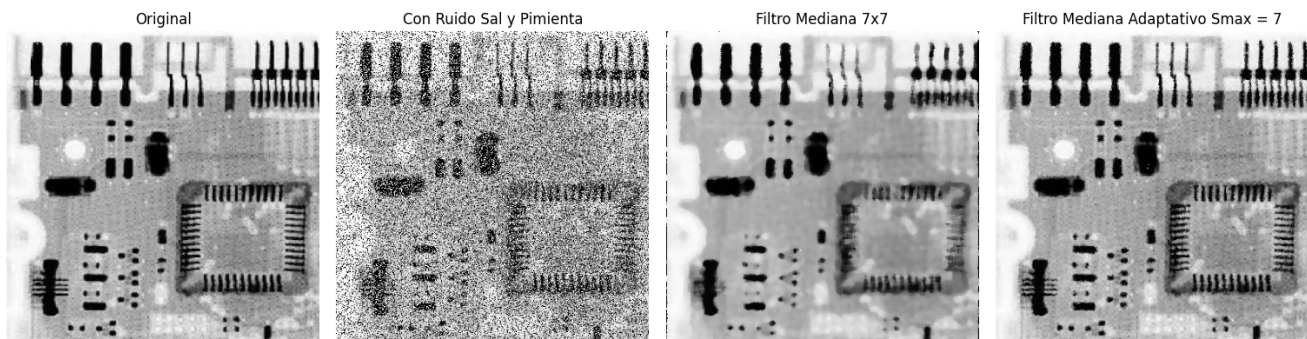 Original
Con Ruido Sal y Pimienta
Filtro Mediana 7x7
Filtro Mediana Adaptativo Smax = 7